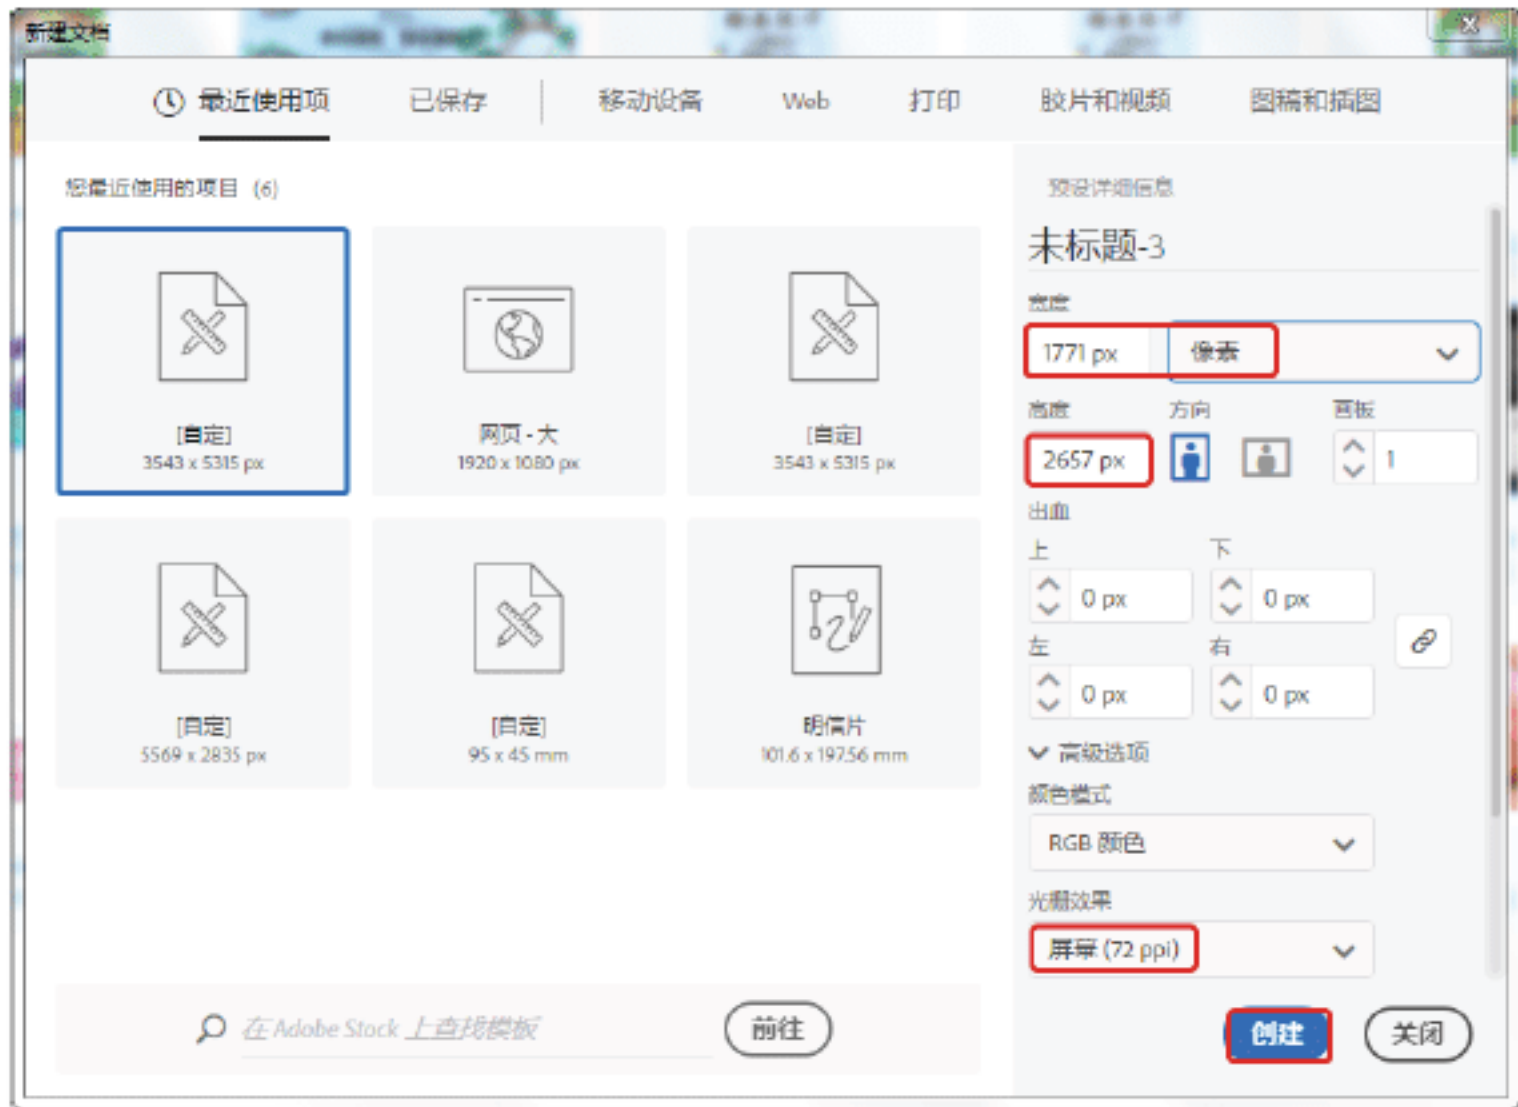 新建文档
最近使用项
已保存
移动设备
Web
打印
胶片和视频
图稿和插图
您最近使用的项目 (6)
[自定]
3543 x 5315 px
网页 - 大
1920 x 1080 px
[自定]
3543 x 5315 px
[自定]
5569 x 2835 px
[自定]
95 x 45 mm
明信片
101.6 x 197.56 mm
在 Adobe Stock 上查找模板
前往
预设详细信息
未标题-3
宽度
1771 px
像素
高度
方向
画板
2657 px
1
出血
上
下
0 px
0 px
左
右
0 px
0 px
高级选项
颜色模式
RGB 颜色
光栅效果
屏幕 (72 ppi)
创建
关闭